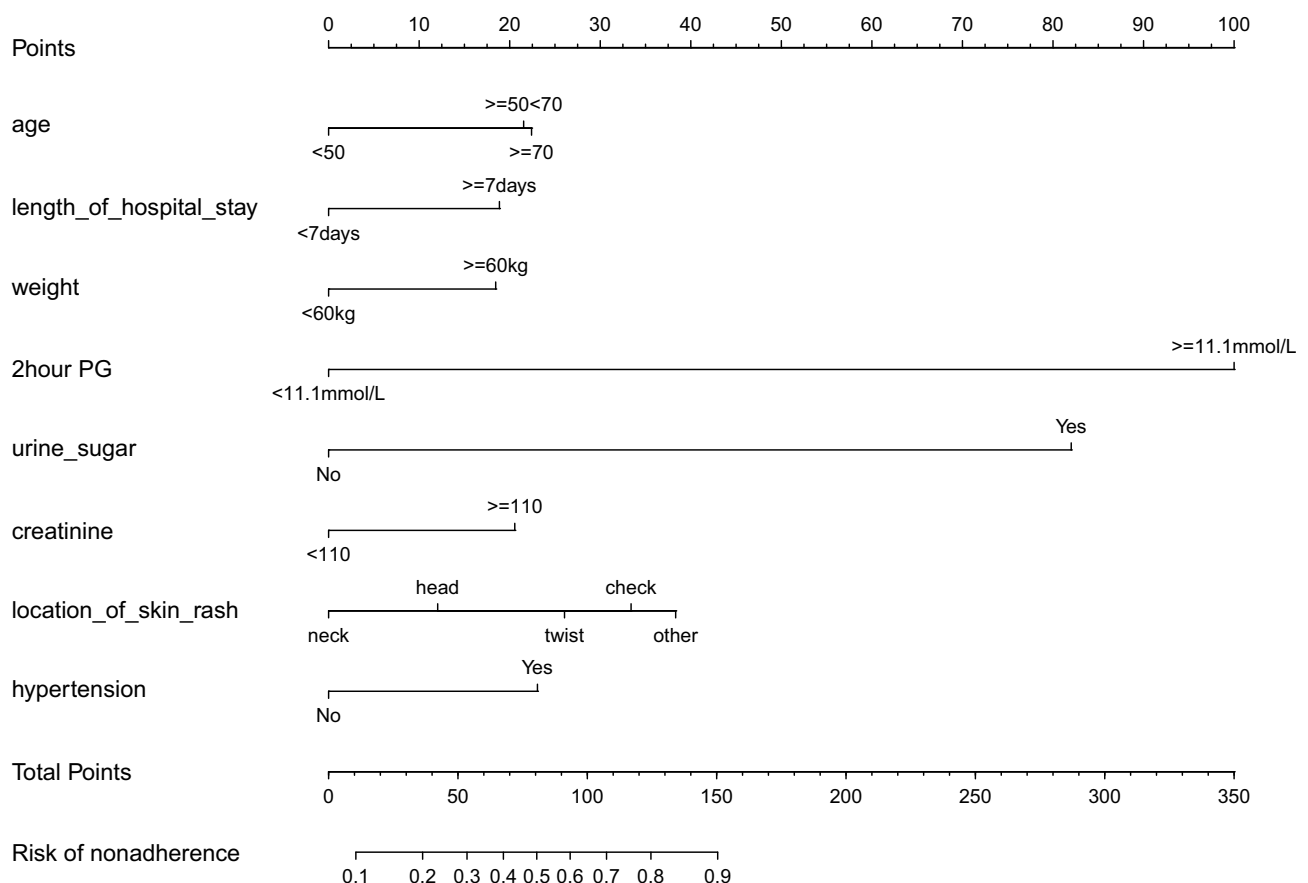 Points
0 10 20 30 40 50 60 70 80 90 100
age
>=50<70
<50 >=70
length_of_hospital_stay
>=7days
<7days
weight
>=60kg
<60kg
2hour PG
>=11.1mmol/L
<11.1mmol/L
urine_sugar
Yes
No
creatinine
>=110
<110
location_of_skin_rash
head check
neck twist other
hypertension
Yes
No
Total Points
0 50 100 150 200 250 300 350
Risk of nonadherence
0.1 0.2 0.3 0.4 0.5 0.6 0.7 0.8 0.9